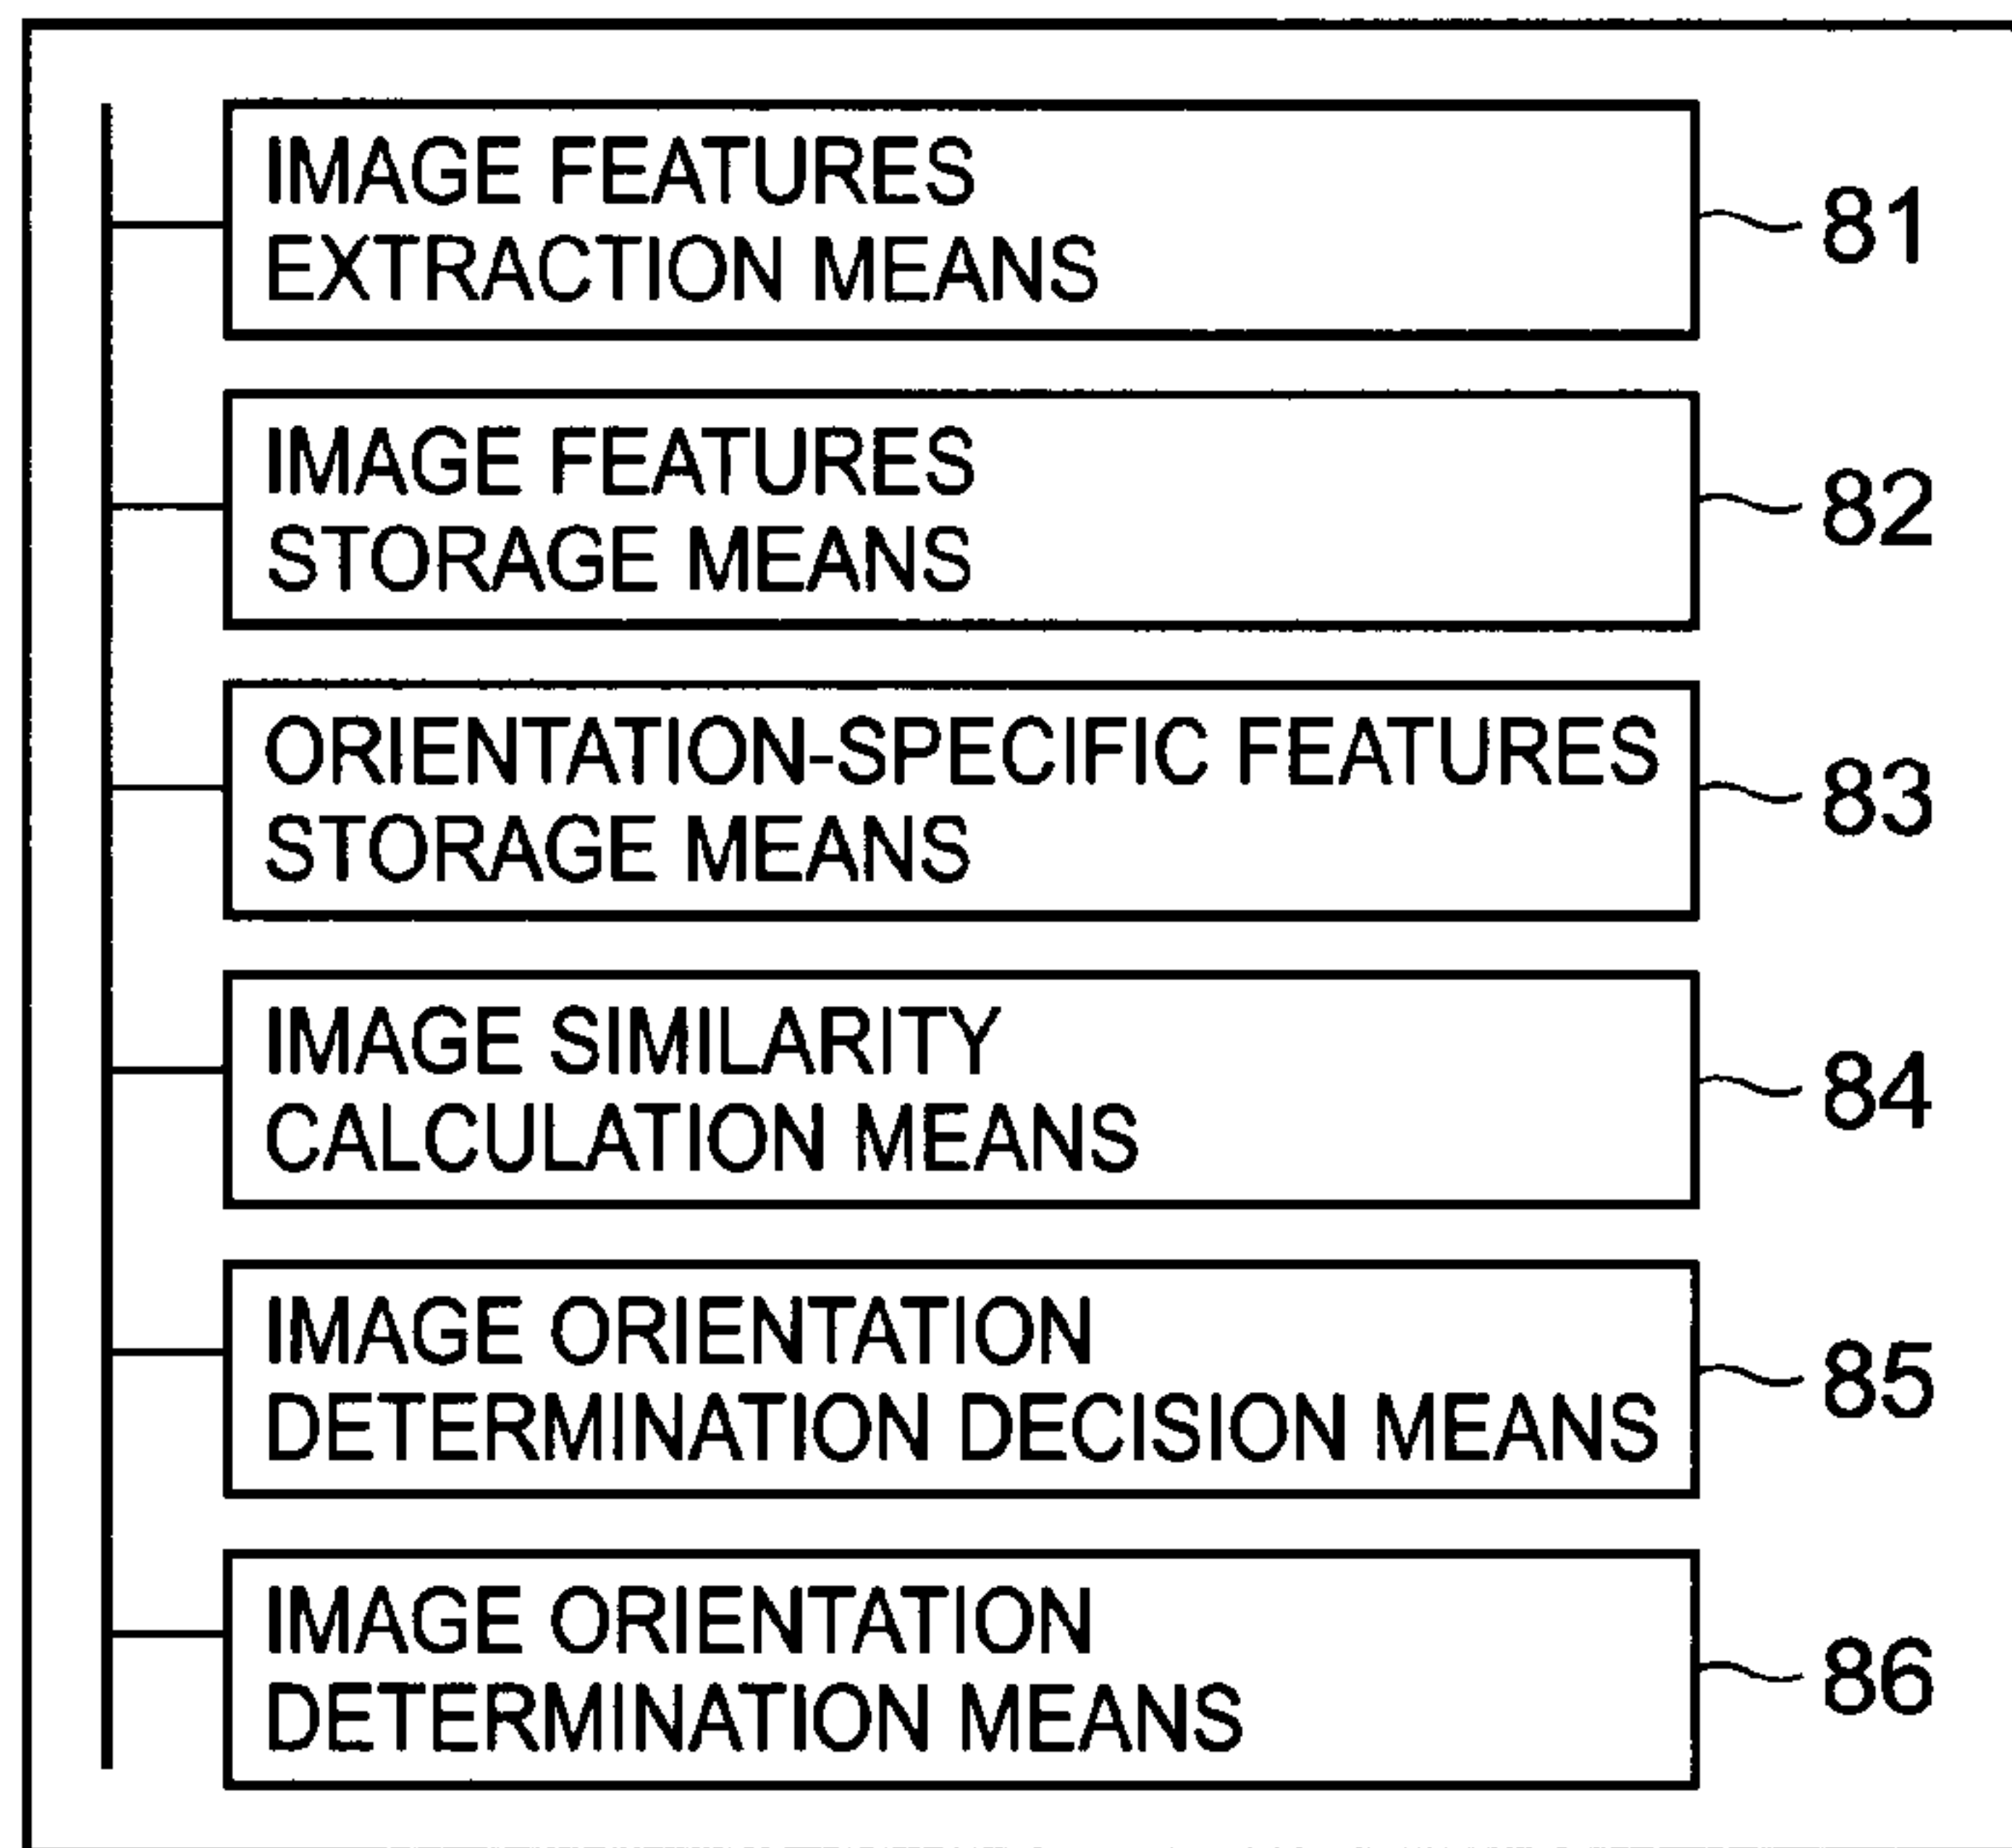 IMAGE FEATURES
EXTRACTION MEANS
81
IMAGE FEATURES
STORAGE MEANS
82
ORIENTATION-SPECIFIC FEATURES
STORAGE MEANS
83
IMAGE SIMILARITY
CALCULATION MEANS
84
IMAGE ORIENTATION
DETERMINATION DECISION MEANS
85
IMAGE ORIENTATION
DETERMINATION MEANS
86